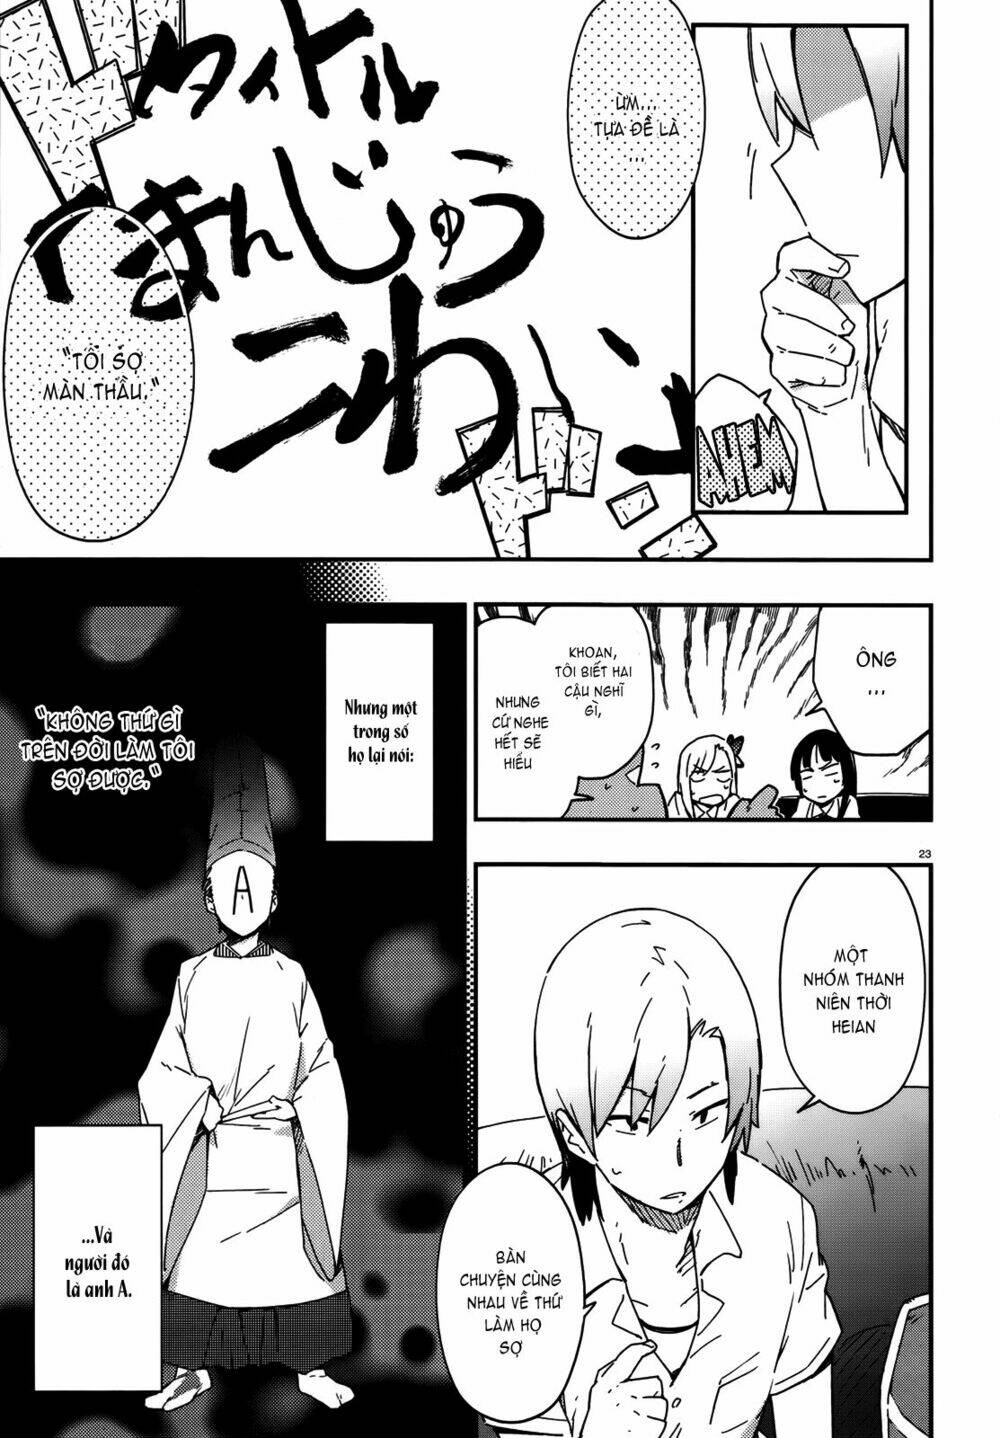 ỪM...
TỰA ĐỀ LÀ
...
AHEM
タイトル
「まんじゅう
こわい」
"TÔI SỢ
MÀN THẦU."
ÔNG
...
KHOAN,
TÔI BIẾT HAI
CẬU NGHĨ
GÌ,
NHƯNG
CỨ NGHE
HẾT SẼ
HIỂU
23
MỘT
NHÓM THANH
NIÊN THỜI
HEIAN
BÀN
CHUYỆN CÙNG
NHAU VỀ THỨ
LÀM HỌ
SỢ
Nhưng một
trong số
họ lại nói:
"KHÔNG THỨ GÌ
TRÊN ĐỜI LÀM TÔI
SỢ ĐƯỢC."
A
...Và
người đó
là anh A.